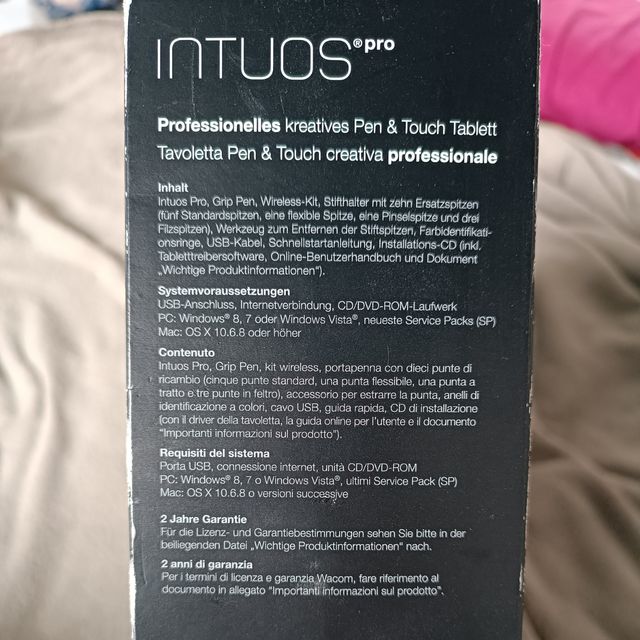 INTUOS® pro
Professionelles kreatives Pen & Touch Tablett
Tavoletta Pen & Touch creativa professionale
Inhalt
Intuos Pro, Grip Pen, Wireless-Kit, Stifthalter mit zehn Ersatzspitzen
(fünf Standardspitzen, eine flexible Spitze, eine Pinselspitze und drei
Filzspitzen), Werkzeug zum Entfernen der Stiftspitzen, Farbidentifikati-
onsringe, USB-Kabel, Schnellstartanleitung, Installations-CD (inkl.
Tabletttreibersoftware, Online-Benutzerhandbuch und Dokument
„Wichtige Produktinformationen“).
Systemvoraussetzungen
USB-Anschluss, Internetverbindung, CD/DVD-ROM-Laufwerk
PC: Windows® 8, 7 oder Windows Vista®, neueste Service Packs (SP)
Mac: OS X 10.6.8 oder höher
Contenuto
Intuos Pro, Grip Pen, kit wireless, portapenna con dieci punte di
ricambio (cinque punte standard, una punta flessibile, una punta a
tratto e tre punte in feltro), accessorio per estrarre la punta, anelli di
identificazione a colori, cavo USB, guida rapida, CD di installazione
(con il driver della tavoletta, la guida online per l'utente e il documento
"Importanti informazioni sul prodotto").
Requisiti del sistema
Porta USB, connessione internet, unità CD/DVD-ROM
PC: Windows® 8, 7 o Windows Vista®, ultimi Service Pack (SP)
Mac: OS X 10.6.8 o versioni successive
2 Jahre Garantie
Für die Lizenz- und Garantiebestimmungen sehen Sie bitte in der
beiliegenden Datei „Wichtige Produktinformationen“ nach.
2 anni di garanzia
Per i termini di licenza e garanzia Wacom, fare riferimento al
documento in allegato "Importanti informazioni sul prodotto".